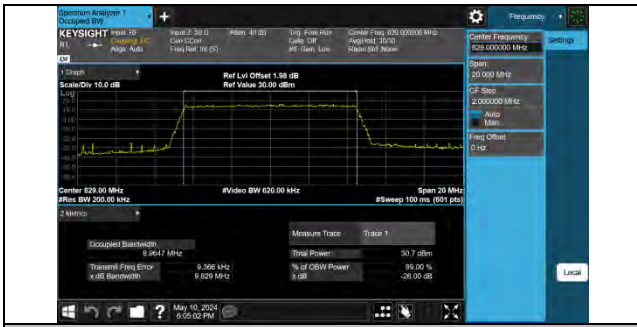 Spectrum Analyzer 1
Occupied BW
Frequency
KEYSIGHT Input: RF Input Z: 50 Ω Atten: 40 dB Trig: Free Run Center Freq: 829.000000 MHz
Corr CCorr Gate: Off Avg|Hold: 10/10
Align: Auto Freq Ref: Int (S) #IF Gain: Low Radio Std: None
Center Frequency
829.000000 MHz
Settings
Span
20.000 MHz
CF Step
2.000000 MHz
Auto
Man
Freq Offset
0 Hz
1 Graph
Scale/Div 10.0 dB
Ref Lvl Offset 1.98 dB
Ref Value 30.00 dBm
Log
Center 829.00 MHz
#Res BW 200.00 kHz
#Video BW 620.00 kHz
Span 20 MHz
#Sweep 100 ms (601 pts)
2 Metrics
Measure Trace Trace 1
Occupied Bandwidth
8.9647 MHz
Total Power 30.7 dBm
Transmit Freq Error 9.366 kHz
% of OBW Power 99.00 %
x dB Bandwidth 9.829 MHz
x dB -26.00 dB
Local
May 10, 2024
6:05:02 PM